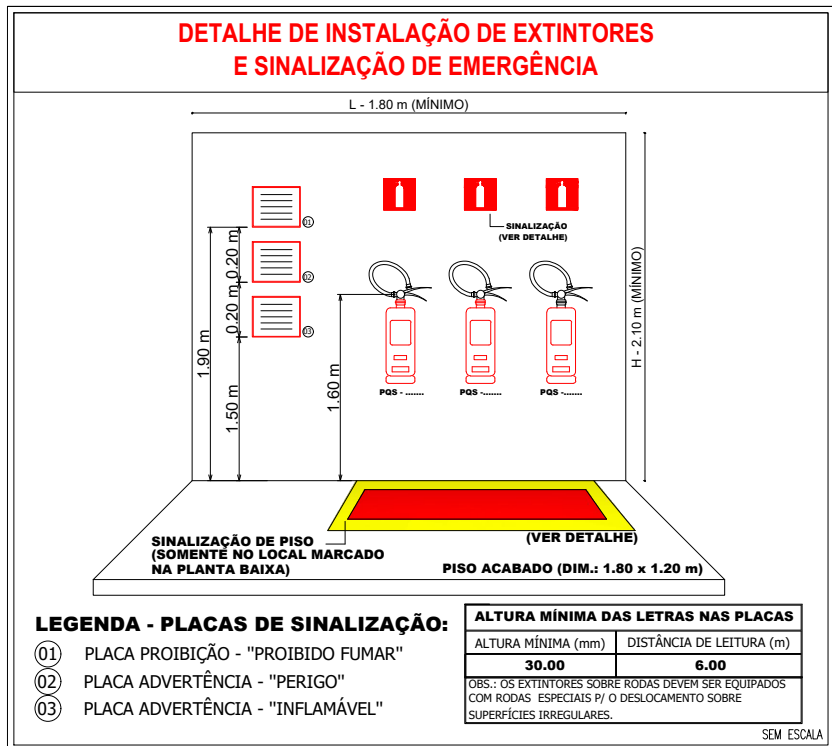 DETALHE DE INSTALAÇÃO DE EXTINTORES
E SINALIZAÇÃO DE EMERGÊNCIA
L - 1.80 m (MÍNIMO)
01
02
03
SINALIZAÇÃO
(VER DETALHE)
0.20 m
0.20 m
1.90 m
1.50 m
1.60 m
H - 2.10 m (MÍNIMO)
PQS - .......
PQS -.......
PQS -.......
SINALIZAÇÃO DE PISO
(SOMENTE NO LOCAL MARCADO
NA PLANTA BAIXA)
(VER DETALHE)
PISO ACABADO (DIM.: 1.80 x 1.20 m)
LEGENDA - PLACAS DE SINALIZAÇÃO:
01 PLACA PROIBIÇÃO - "PROIBIDO FUMAR"
02 PLACA ADVERTÊNCIA - "PERIGO"
03 PLACA ADVERTÊNCIA - "INFLAMÁVEL"
ALTURA MÍNIMA DAS LETRAS NAS PLACAS
ALTURA MÍNIMA (mm) DISTÂNCIA DE LEITURA (m)
30.00 6.00
OBS.: OS EXTINTORES SOBRE RODAS DEVEM SER EQUIPADOS
COM RODAS ESPECIAIS P/ O DESLOCAMENTO SOBRE
SUPERFÍCIES IRREGULARES.
SEM ESCALA